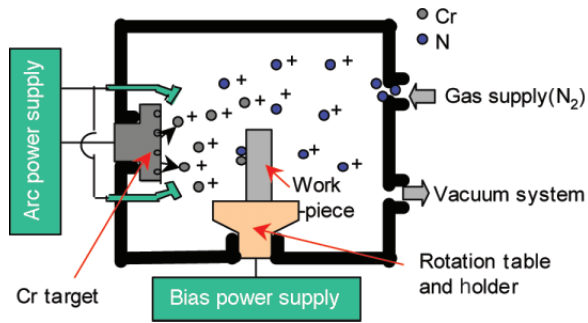 Cr
N
+
+
+
+
+
+
+
+
+
+
+
+
+
Arc power supply
Gas supply(N₂)
Work
-piece
Vacuum system
Cr target
Bias power supply
Rotation table
and holder